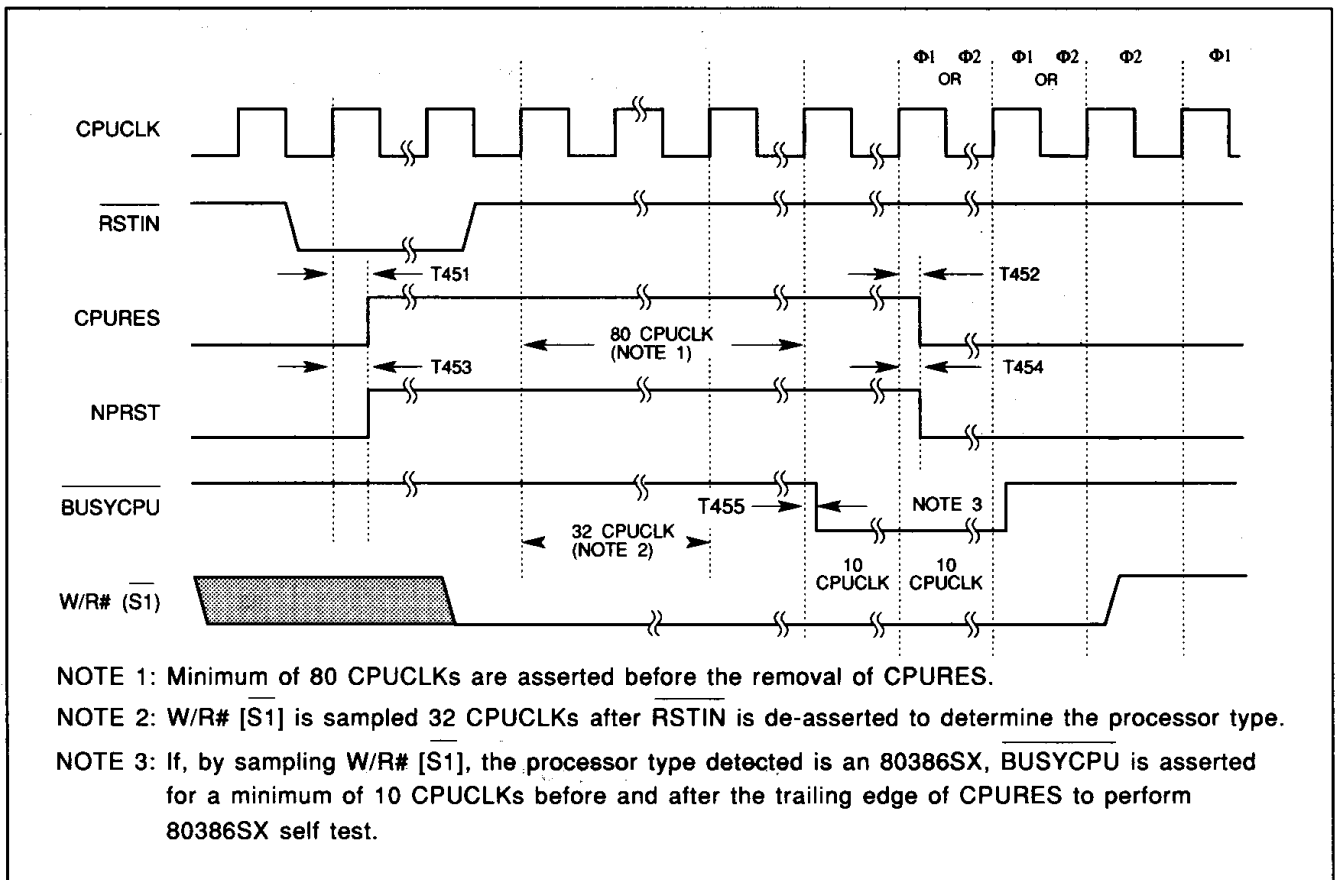 Φ1 Φ2 Φ1 Φ2 Φ2 Φ1
OR OR
CPUCLK
RSTIN
T451 T452
CPURES
80 CPUCLK
(NOTE 1)
T453 T454
NPRST
BUSYCPU
T455 NOTE 3
32 CPUCLK
(NOTE 2)
10 10
CPUCLK CPUCLK
W/R# (S1)
NOTE 1: Minimum of 80 CPUCLKs are asserted before the removal of CPURES.
NOTE 2: W/R# [S1] is sampled 32 CPUCLKs after RSTIN is de-asserted to determine the processor type.
NOTE 3: If, by sampling W/R# [S1], the processor type detected is an 80386SX, BUSYCPU is asserted
for a minimum of 10 CPUCLKs before and after the trailing edge of CPURES to perform
80386SX self test.